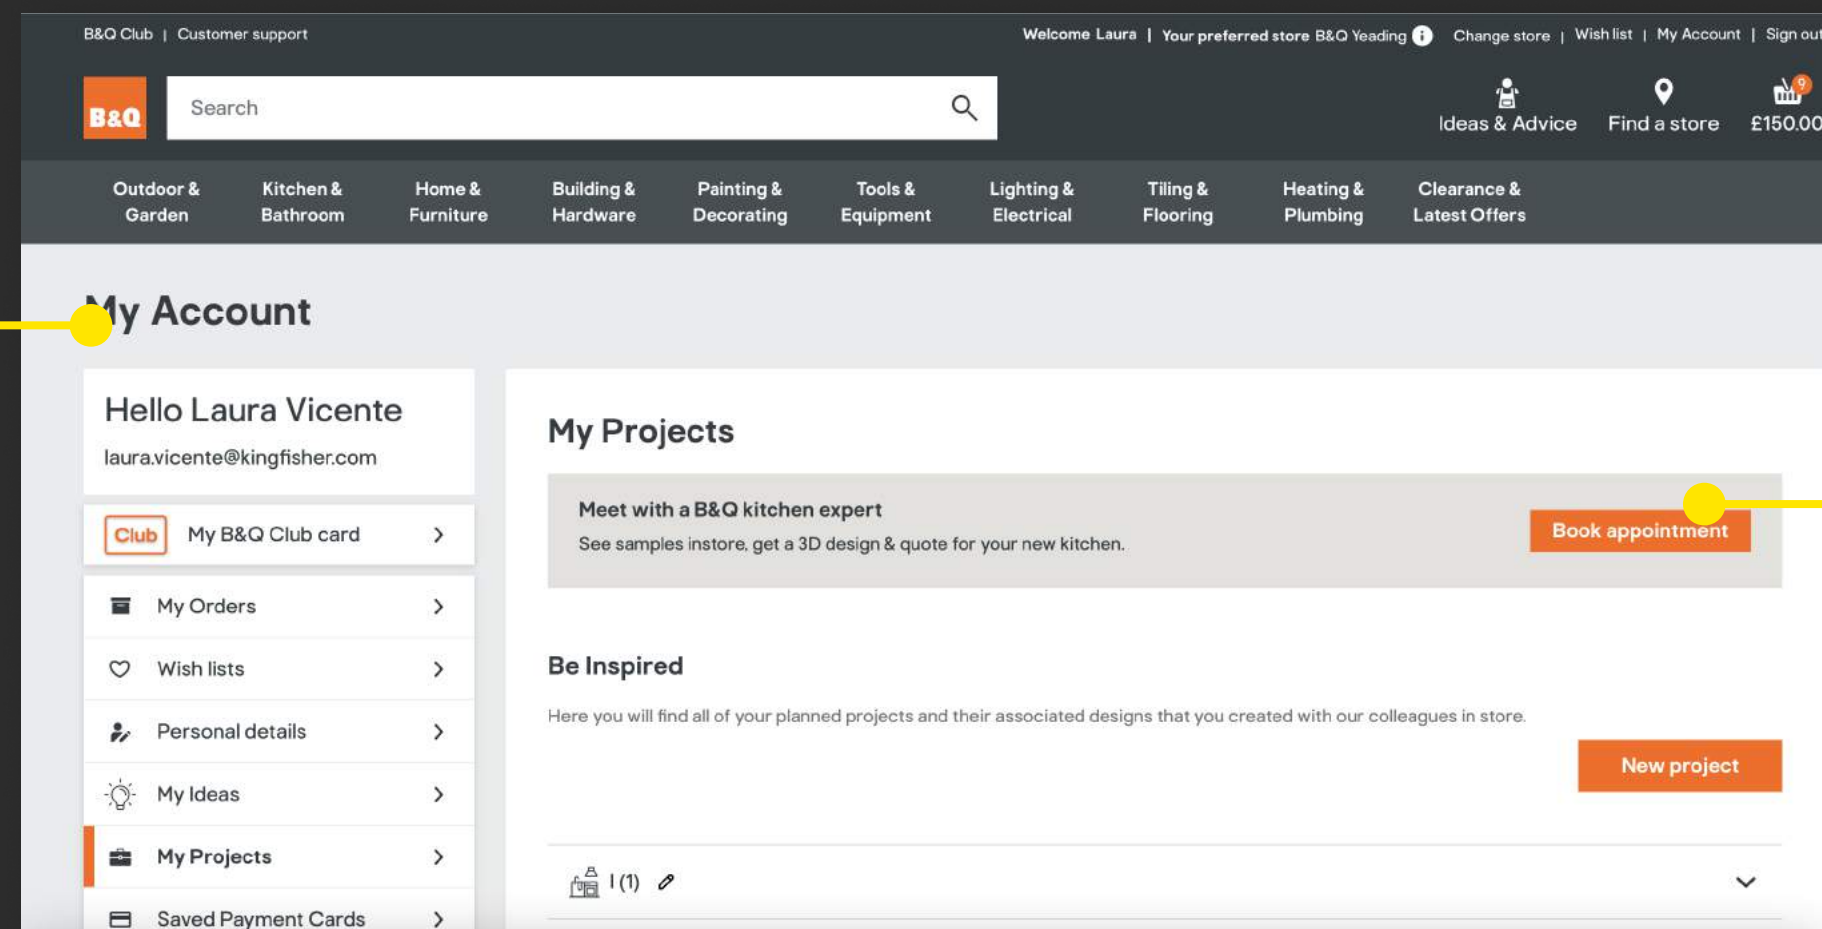 B&Q Club | Customer support
Welcome Laura | Your preferred store B&Q Yeading i Change store | Wish list | My Account | Sign out
B&Q
Search
Ideas & Advice
Find a store
9
£150.00
Outdoor & Garden
Kitchen & Bathroom
Home & Furniture
Building & Hardware
Painting & Decorating
Tools & Equipment
Lighting & Electrical
Tiling & Flooring
Heating & Plumbing
Clearance & Latest Offers
My Account
Hello Laura Vicente
laura.vicente@kingfisher.com
Club My B&Q Club card
My Orders
Wish lists
Personal details
My Ideas
My Projects
Saved Payment Cards
My Projects
Meet with a B&Q kitchen expert
See samples instore, get a 3D design & quote for your new kitchen.
Book appointment
Be Inspired
Here you will find all of your planned projects and their associated designs that you created with our colleagues in store.
New project
I (1)